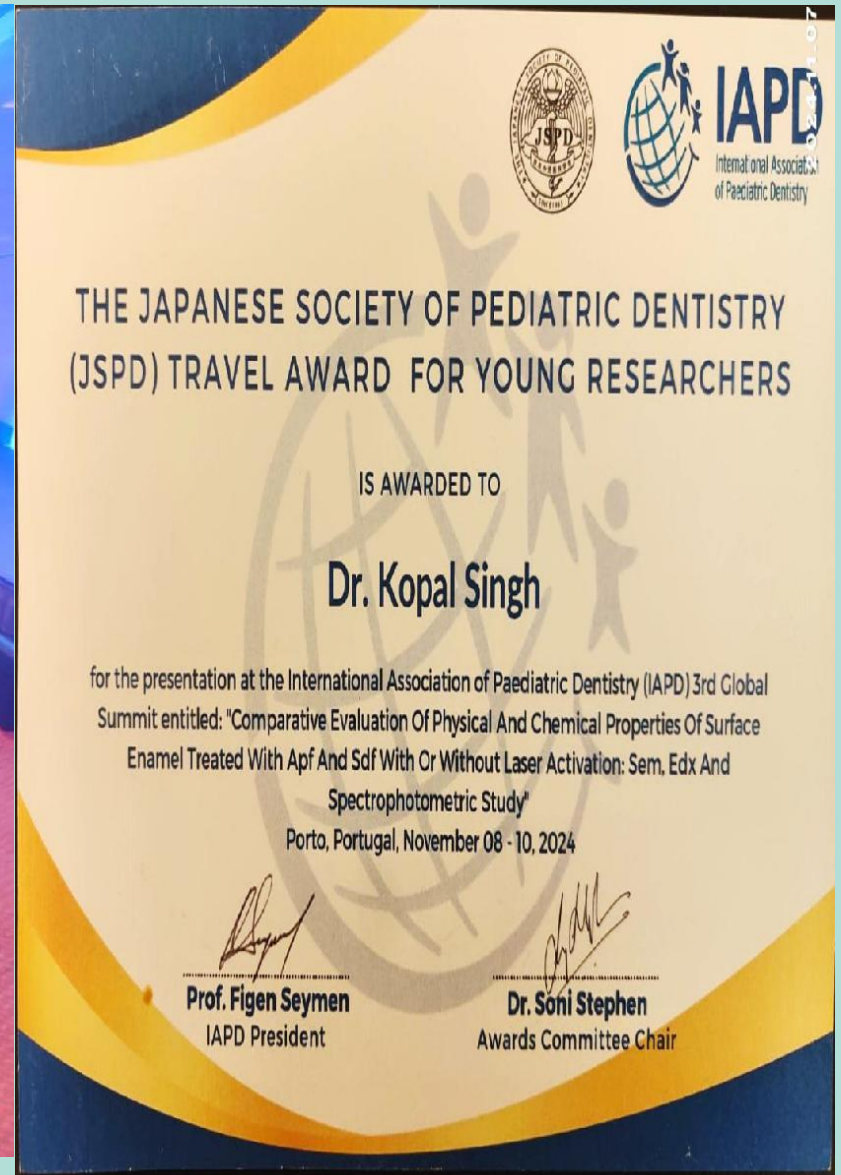 JSPD
IAPD
International Association
of Paediatric Dentistry
THE JAPANESE SOCIETY OF PEDIATRIC DENTISTRY
(JSPD) TRAVEL AWARD FOR YOUNG RESEARCHERS
IS AWARDED TO
Dr. Kopal Singh
for the presentation at the International Association of Paediatric Dentistry (IAPD) 3rd Global
Summit entitled: "Comparative Evaluation Of Physical And Chemical Properties Of Surface
Enamel Treated With Apf And Sdf With Or Without Laser Activation: Sem, Edx And
Spectrophotometric Study"
Porto, Portugal, November 08 - 10, 2024
Prof. Figen Seymen
IAPD President
Dr. Soni Stephen
Awards Committee Chair